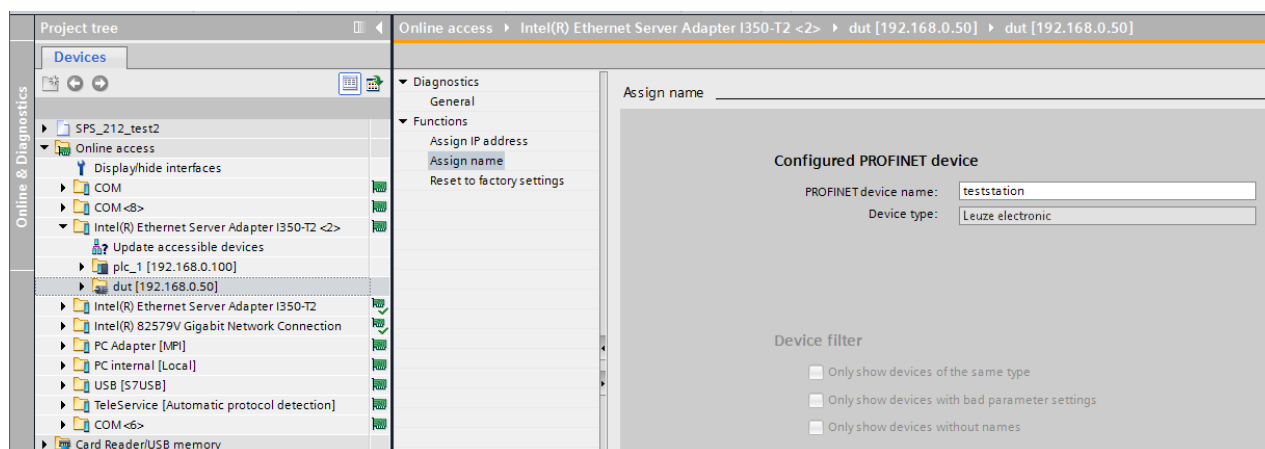 Project tree
Online access ▸ Intel(R) Ethernet Server Adapter I350-T2 <2> ▸ dut [192.168.0.50] ▸ dut [192.168.0.50]
Devices
Online & Diagnostics
SPS_212_test2
Online access
Display/hide interfaces
COM
COM <8>
Intel(R) Ethernet Server Adapter I350-T2 <2>
Update accessible devices
plc_1 [192.168.0.100]
dut [192.168.0.50]
Intel(R) Ethernet Server Adapter I350-T2
Intel(R) 82579V Gigabit Network Connection
PC Adapter [MPI]
PC internal [Local]
USB [S7USB]
TeleService [Automatic protocol detection]
COM <6>
Card Reader/USB memory
Diagnostics
General
Functions
Assign IP address
Assign name
Reset to factory settings
Assign name
Configured PROFINET device
PROFINET device name: teststation
Device type: Leuze electronic
Device filter
Only show devices of the same type
Only show devices with bad parameter settings
Only show devices without names